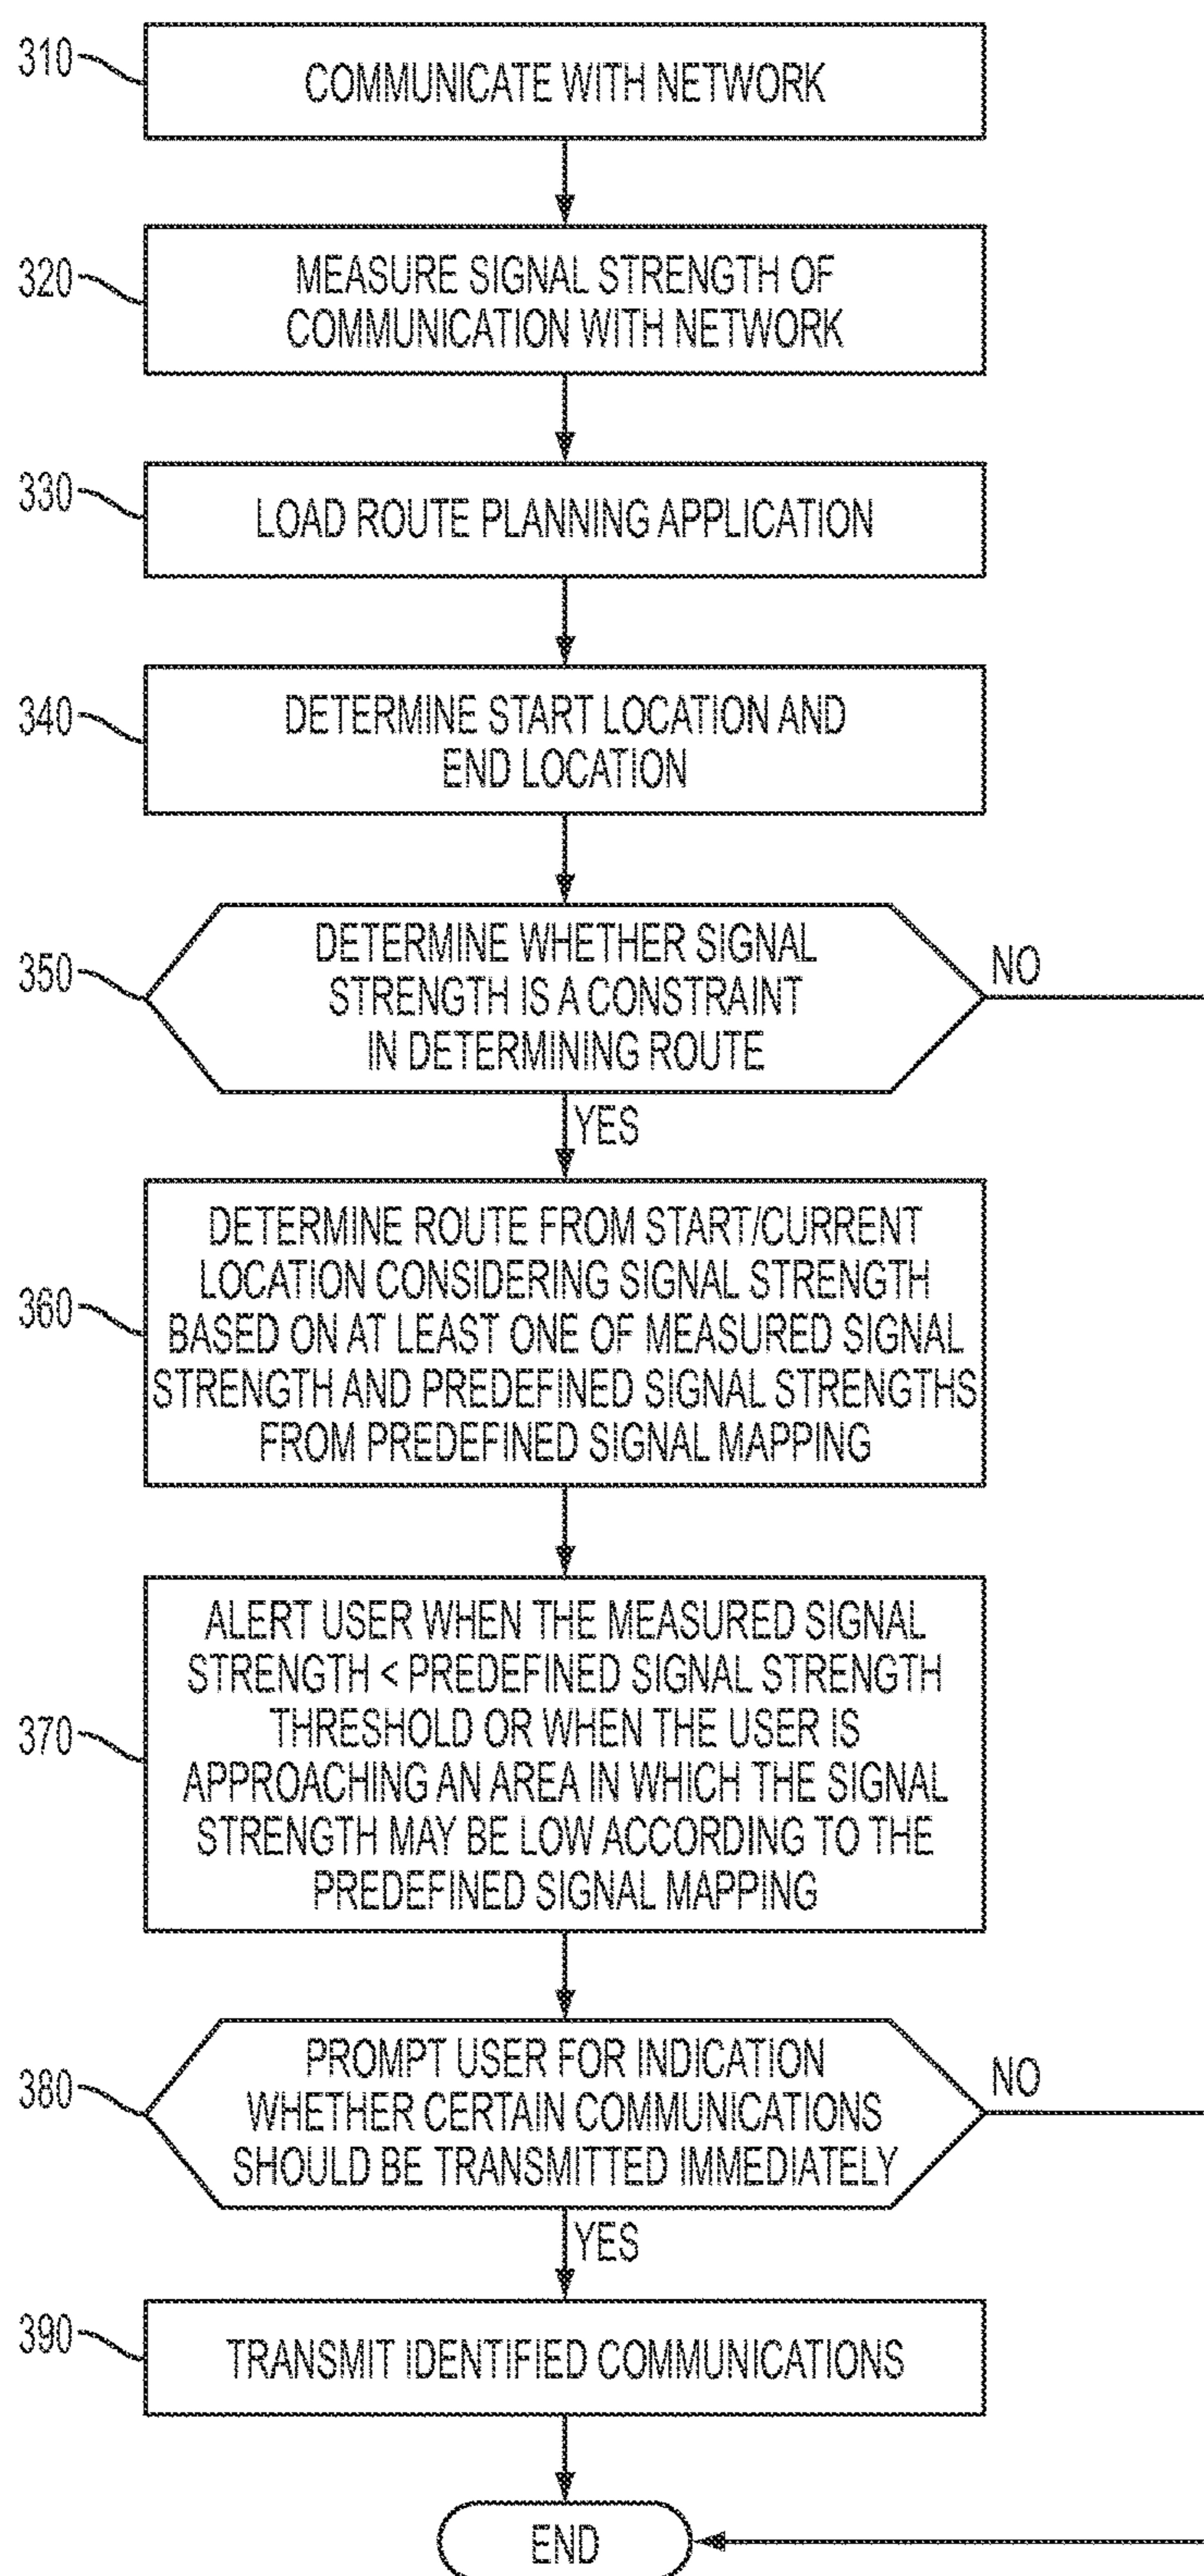 310
COMMUNICATE WITH NETWORK
320
MEASURE SIGNAL STRENGTH OF
COMMUNICATION WITH NETWORK
330
LOAD ROUTE PLANNING APPLICATION
340
DETERMINE START LOCATION AND
END LOCATION
350
DETERMINE WHETHER SIGNAL
STRENGTH IS A CONSTRAINT
IN DETERMINING ROUTE
NO
YES
360
DETERMINE ROUTE FROM START/CURRENT
LOCATION CONSIDERING SIGNAL STRENGTH
BASED ON AT LEAST ONE OF MEASURED SIGNAL
STRENGTH AND PREDEFINED SIGNAL STRENGTHS
FROM PREDEFINED SIGNAL MAPPING
370
ALERT USER WHEN THE MEASURED SIGNAL
STRENGTH < PREDEFINED SIGNAL STRENGTH
THRESHOLD OR WHEN THE USER IS
APPROACHING AN AREA IN WHICH THE SIGNAL
STRENGTH MAY BE LOW ACCORDING TO THE
PREDEFINED SIGNAL MAPPING
380
PROMPT USER FOR INDICATION
WHETHER CERTAIN COMMUNICATIONS
SHOULD BE TRANSMITTED IMMEDIATELY
NO
YES
390
TRANSMIT IDENTIFIED COMMUNICATIONS
END